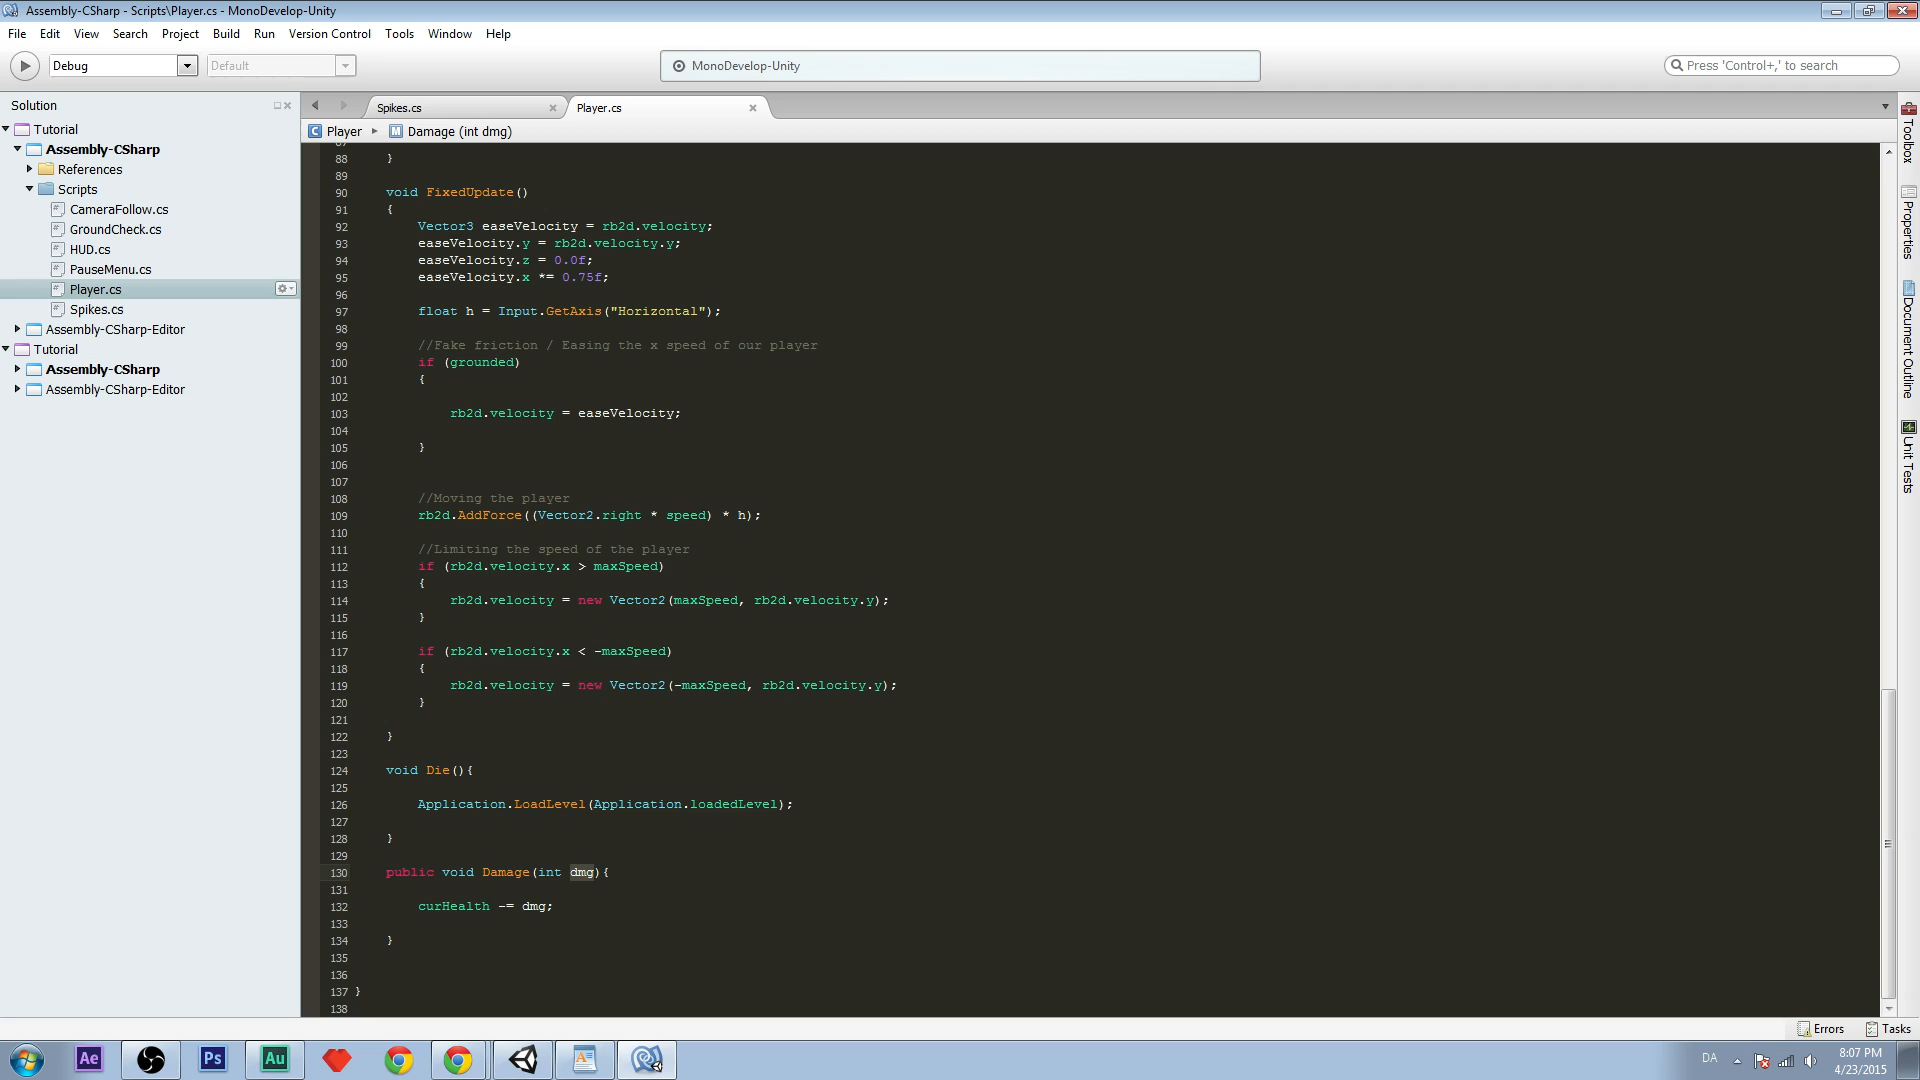 Assembly-CSharp - Scripts\Player.cs - MonoDevelop-Unity
File Edit View Search Project Build Run Version Control Tools Window Help
Debug Default MonoDevelop-Unity Press 'Control+,' to search
Solution
Tutorial
Assembly-CSharp
References
Scripts
CameraFollow.cs
GroundCheck.cs
HUD.cs
PauseMenu.cs
Player.cs
Spikes.cs
Assembly-CSharp-Editor
Tutorial
Assembly-CSharp
Assembly-CSharp-Editor
Spikes.cs Player.cs
Player Damage (int dmg)
87
88 }
89
90 void FixedUpdate()
91 {
92 Vector3 easeVelocity = rb2d.velocity;
93 easeVelocity.y = rb2d.velocity.y;
94 easeVelocity.z = 0.0f;
95 easeVelocity.x *= 0.75f;
96
97 float h = Input.GetAxis("Horizontal");
98
99 //Fake friction / Easing the x speed of our player
100 if (grounded)
101 {
102
103 rb2d.velocity = easeVelocity;
104
105 }
106
107
108 //Moving the player
109 rb2d.AddForce((Vector2.right * speed) * h);
110
111 //Limiting the speed of the player
112 if (rb2d.velocity.x > maxSpeed)
113 {
114 rb2d.velocity = new Vector2(maxSpeed, rb2d.velocity.y);
115 }
116
117 if (rb2d.velocity.x < -maxSpeed)
118 {
119 rb2d.velocity = new Vector2(-maxSpeed, rb2d.velocity.y);
120 }
121
122 }
123
124 void Die(){
125
126 Application.LoadLevel(Application.loadedLevel);
127
128 }
129
130 public void Damage(int dmg){
131
132 curHealth -= dmg;
133
134 }
135
136
137 }
138
Toolbox
Properties
Document Outline
Unit Tests
Errors Tasks
Ae Ps Au
DA
8:07 PM
4/23/2015